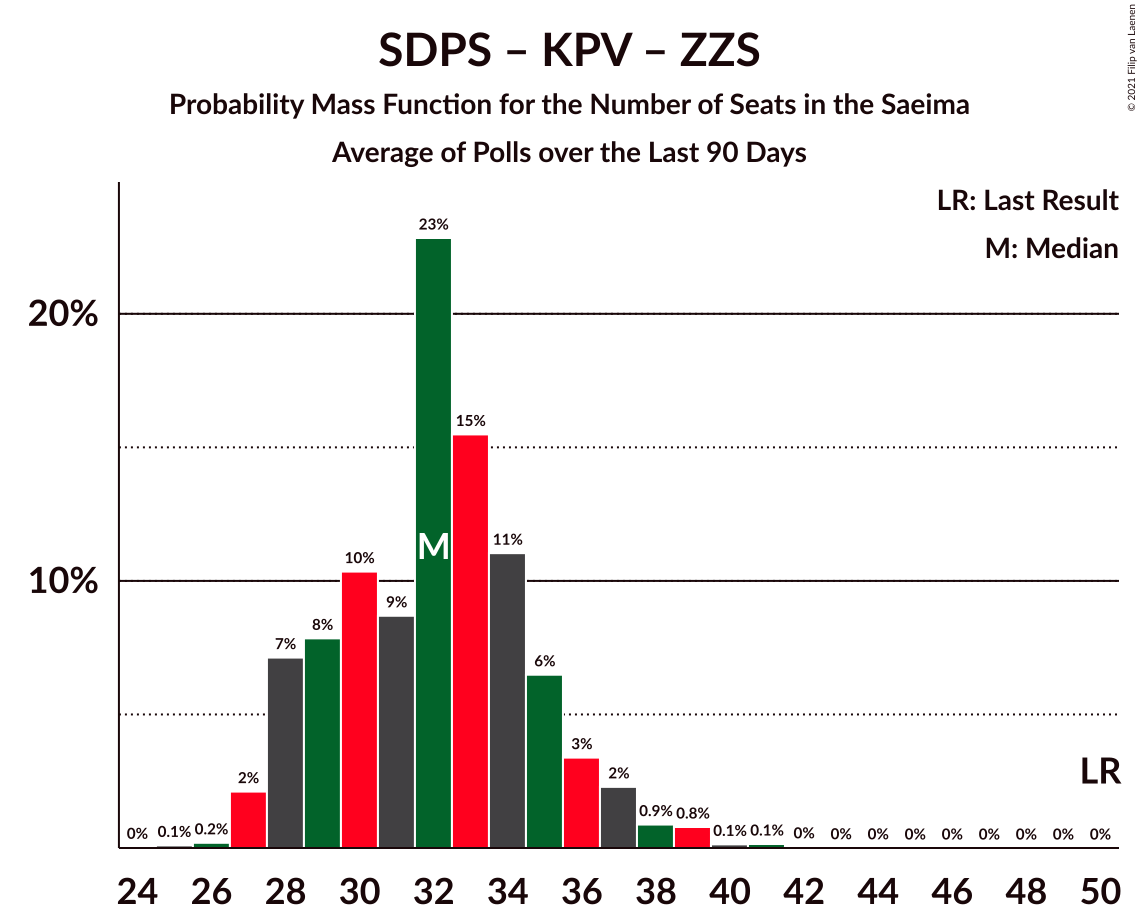 SDPS – KPV – ZZS
Probability Mass Function for the Number of Seats in the Saeima
Average of Polls over the Last 90 Days
© 2021 Filip van Laenen
LR: Last Result
M: Median
20%
10%
0% 0.1% 0.2% 2% 7% 8% 10% 9% 23% 15% 11% 6% 3% 2% 0.9% 0.8% 0.1% 0.1% 0% 0% 0% 0% 0% 0% 0% 0% 0%
M
LR
24 26 28 30 32 34 36 38 40 42 44 46 48 50